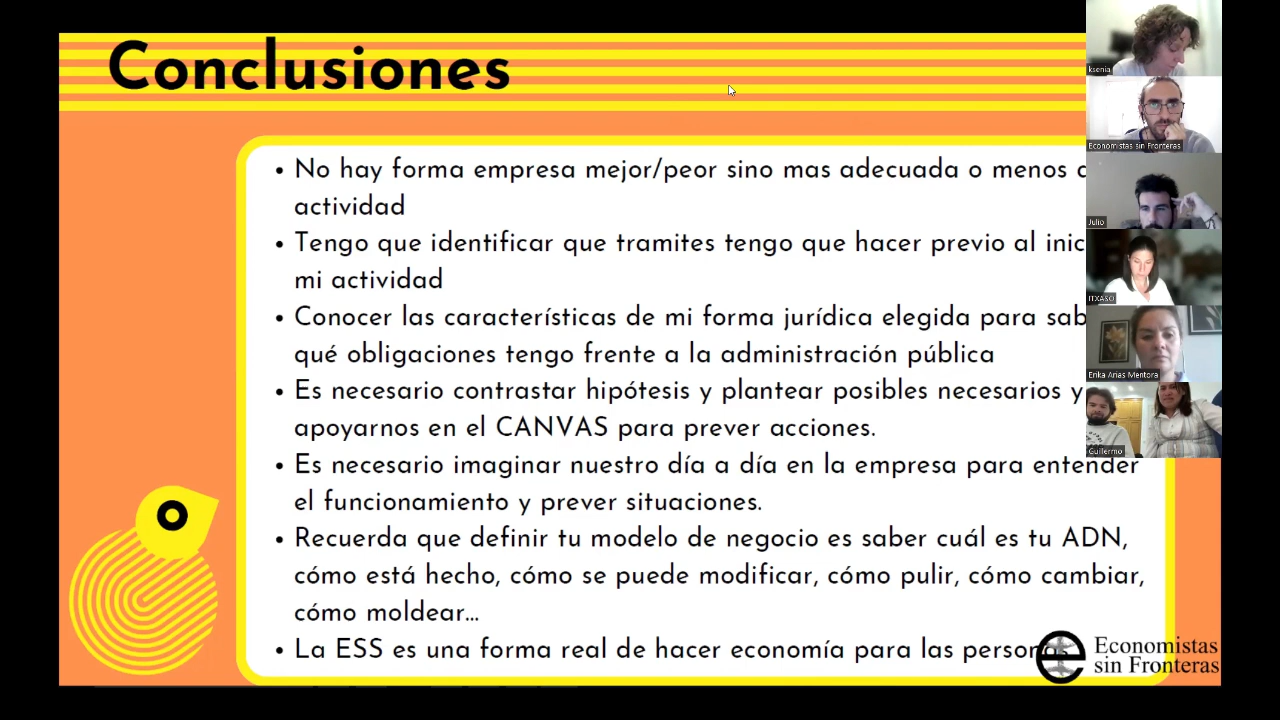 Conclusiones
No hay forma empresa mejor/peor sino mas adecuada o menos
actividad
Tengo que identificar que tramites tengo que hacer previo al
mi actividad
Conocer las características de mi forma jurídica elegida para
qué obligaciones tengo frente a la administración pública
Es necesario contrastar hipótesis y plantear posibles necesarios y
apoyarnos en el CANVAS para prever acciones.
Es necesario imaginar nuestro día a día en la empresa para entender
el funcionamiento y prever situaciones.
Recuerda que definir tu modelo de negocio es saber cuál es tu ADN,
cómo está hecho, cómo se puede modificar, cómo pulir, cómo cambiar,
cómo moldear...
La ESS es una forma real de hacer economía para las personas
Economistas
sin Fronteras
ksenia
Economistas sin Fronteras
Julio
ITXASO
Erika Arias Mentora
Guillermo